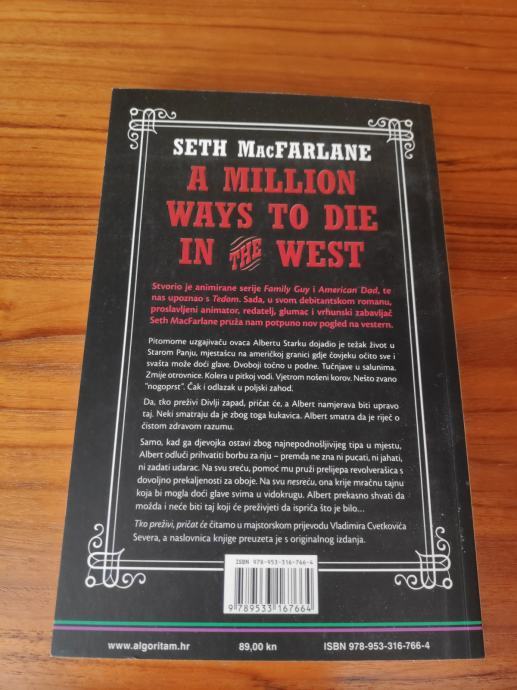 SETH MACFARLANE
A MILLION
WAYS TO DIE
IN THE WEST
Stvorio je animirane serije Family Guy i American Dad, te
nas upoznao s Tedom. Sada, u svom debitantskom romanu,
proslavljeni animator, redatelj, glumac i vrhunski zabavljač
Seth MacFarlane pruža nam potpuno nov pogled na vestern.
Pitomome uzgajivaču ovaca Albertu Starku dojadio je težak život u
Starom Panju, mjestašcu na američkoj granici gdje čovjeku očito sve i
svašta može doći glave. Dvoboji točno u podne. Tučnjave u salunima.
Zmije otrovnice. Kolera u pitkoj vodi. Vjetrom nošeni korov. Nešto zvano
"nogoprst". Čak i odlazak u poljski zahod.
Da, tko preživi Divlji zapad, pričat će, a Albert namjerava biti upravo
taj. Neki smatraju da je zbog toga kukavica. Albert smatra da je riječ o
čistom zdravom razumu.
Samo, kad ga djevojka ostavi zbog najnepodnošljivijeg tipa u mjestu,
Albert odluči prihvatiti borbu za nju – premda ne zna ni pucati, ni jahati,
ni zadati udarac. Na svu sreću, pomoć mu pruži prelijepa revolverašica s
dovoljno prekaljenosti za oboje. Na svu nesreću, ona krije mračnu tajnu
koja bi mogla doći glave svima u vidokrugu. Albert prekasno shvati da
možda i neće biti taj koji će preživjeti da ispriča što je bilo...
Tko preživi, pričat će čitamo u majstorskom prijevodu Vladimira Cvetkovića
Severa, a naslovnica knjige preuzeta je s originalnog izdanja.
ISBN 978-953-316-766-4
9 789533 167664
www.algoritam.hr 89,00 kn ISBN 978-953-316-766-4